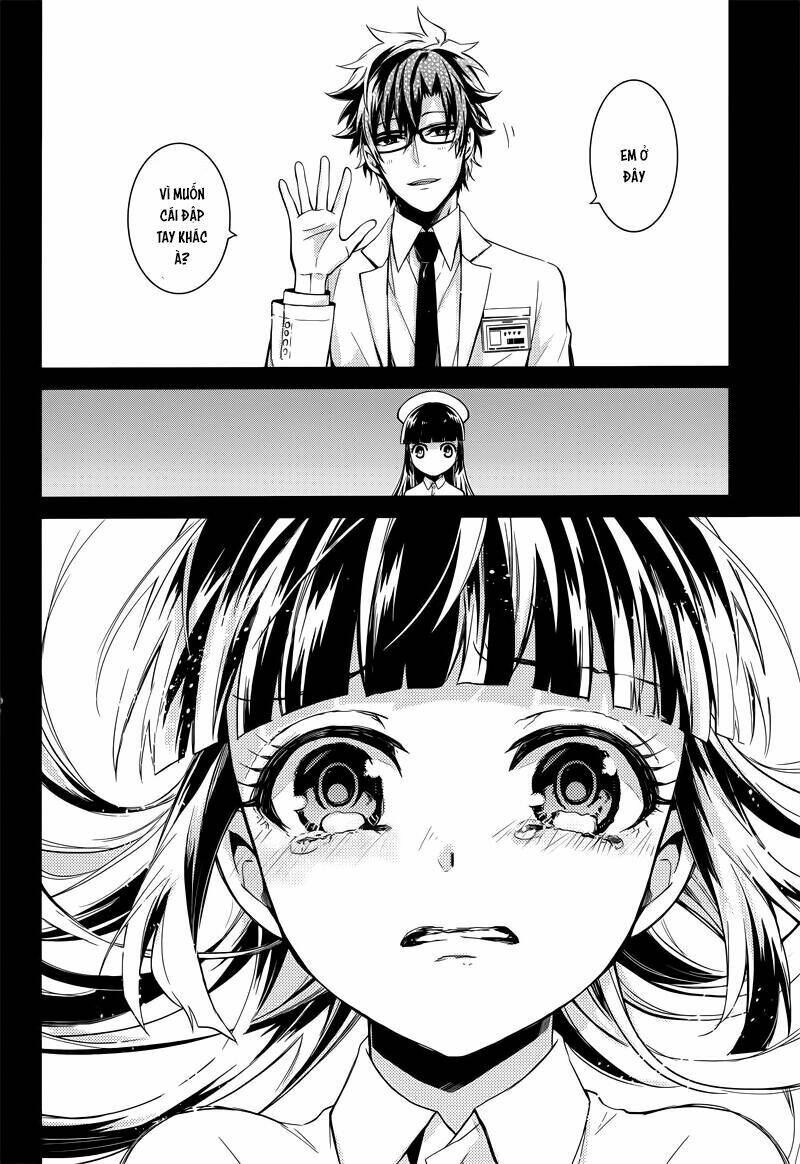 EM Ở
ĐÂY
VÌ MUỐN
CÁI ĐẬP
TAY KHÁC
À?